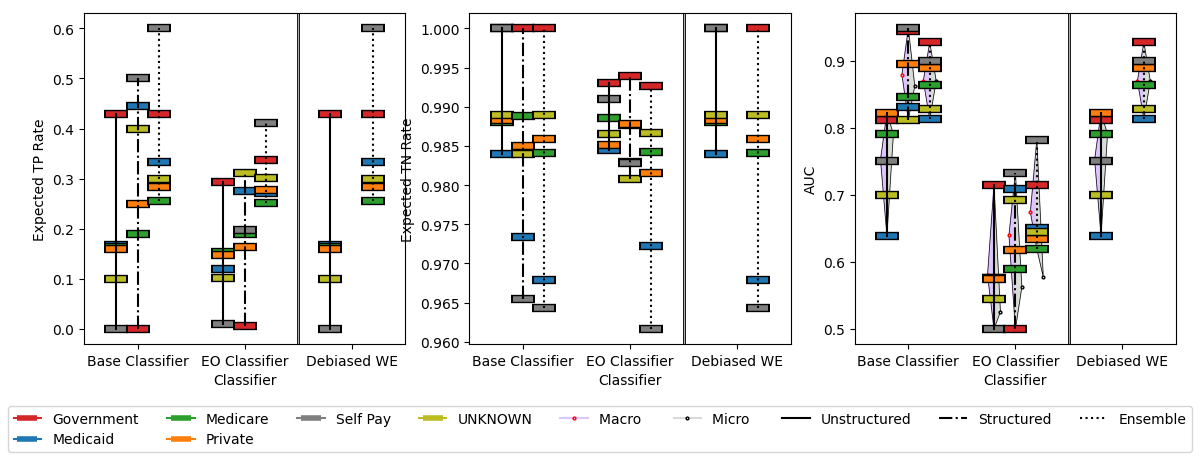 Expected TP Rate
0.6
0.5
0.4
0.3
0.2
0.1
0.0
Base Classifier EO Classifier Debiased WE
Classifier
Expected TN Rate
1.000
0.995
0.990
0.985
0.980
0.975
0.970
0.965
0.960
Base Classifier EO Classifier Debiased WE
Classifier
AUC
0.9
0.8
0.7
0.6
0.5
Base Classifier EO Classifier Debiased WE
Classifier
Government Medicare Self Pay UNKNOWN Macro Micro Unstructured Structured Ensemble
Medicaid Private